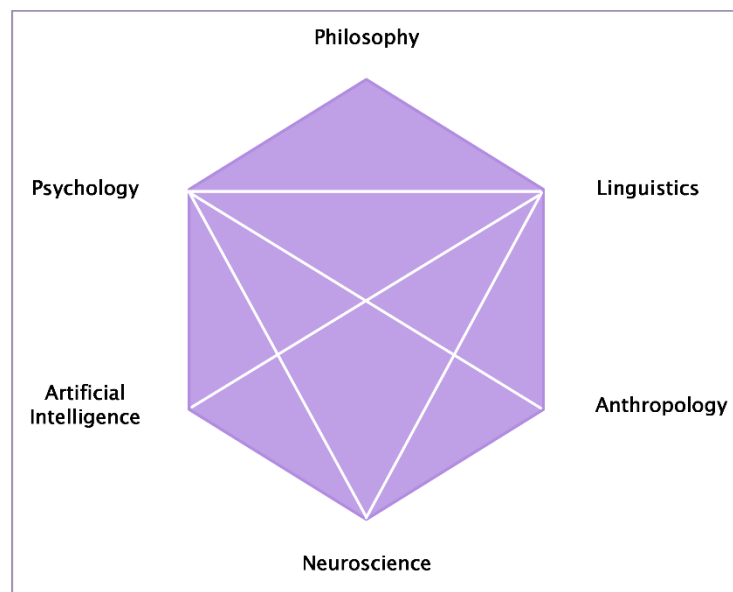 Philosophy
Psychology
Linguistics
Artificial
Intelligence
Anthropology
Neuroscience